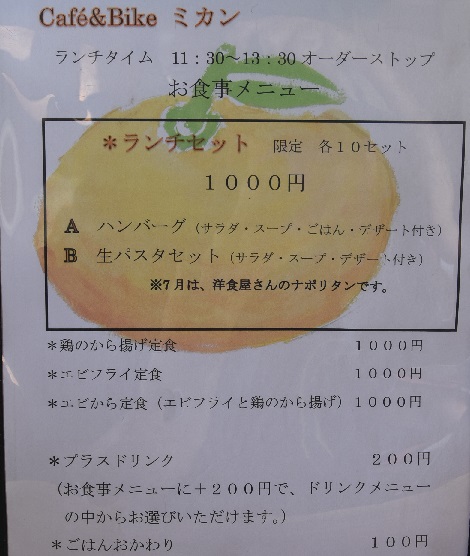 Café&Bike ミカン
ランチタイム 11：30～13：30オーダーストップ
お食事メニュー
＊ランチセット 限定 各１０セット
１０００円
A ハンバーグ（サラダ・スープ・ごはん・デザート付き）
B 生パスタセット（サラダ・スープ・デザート付き）
※7月は、洋食屋さんのナポリタンです。
＊鶏のから揚げ定食 １０００円
＊エビフライ定食 １０００円
＊エビから定食（エビフライと鶏のから揚げ）１０００円
＊プラスドリンク ２００円
（お食事メニューに＋２００円で、ドリンクメニュー
の中からお選びいただけます。）
＊ごはんおかわり １００円